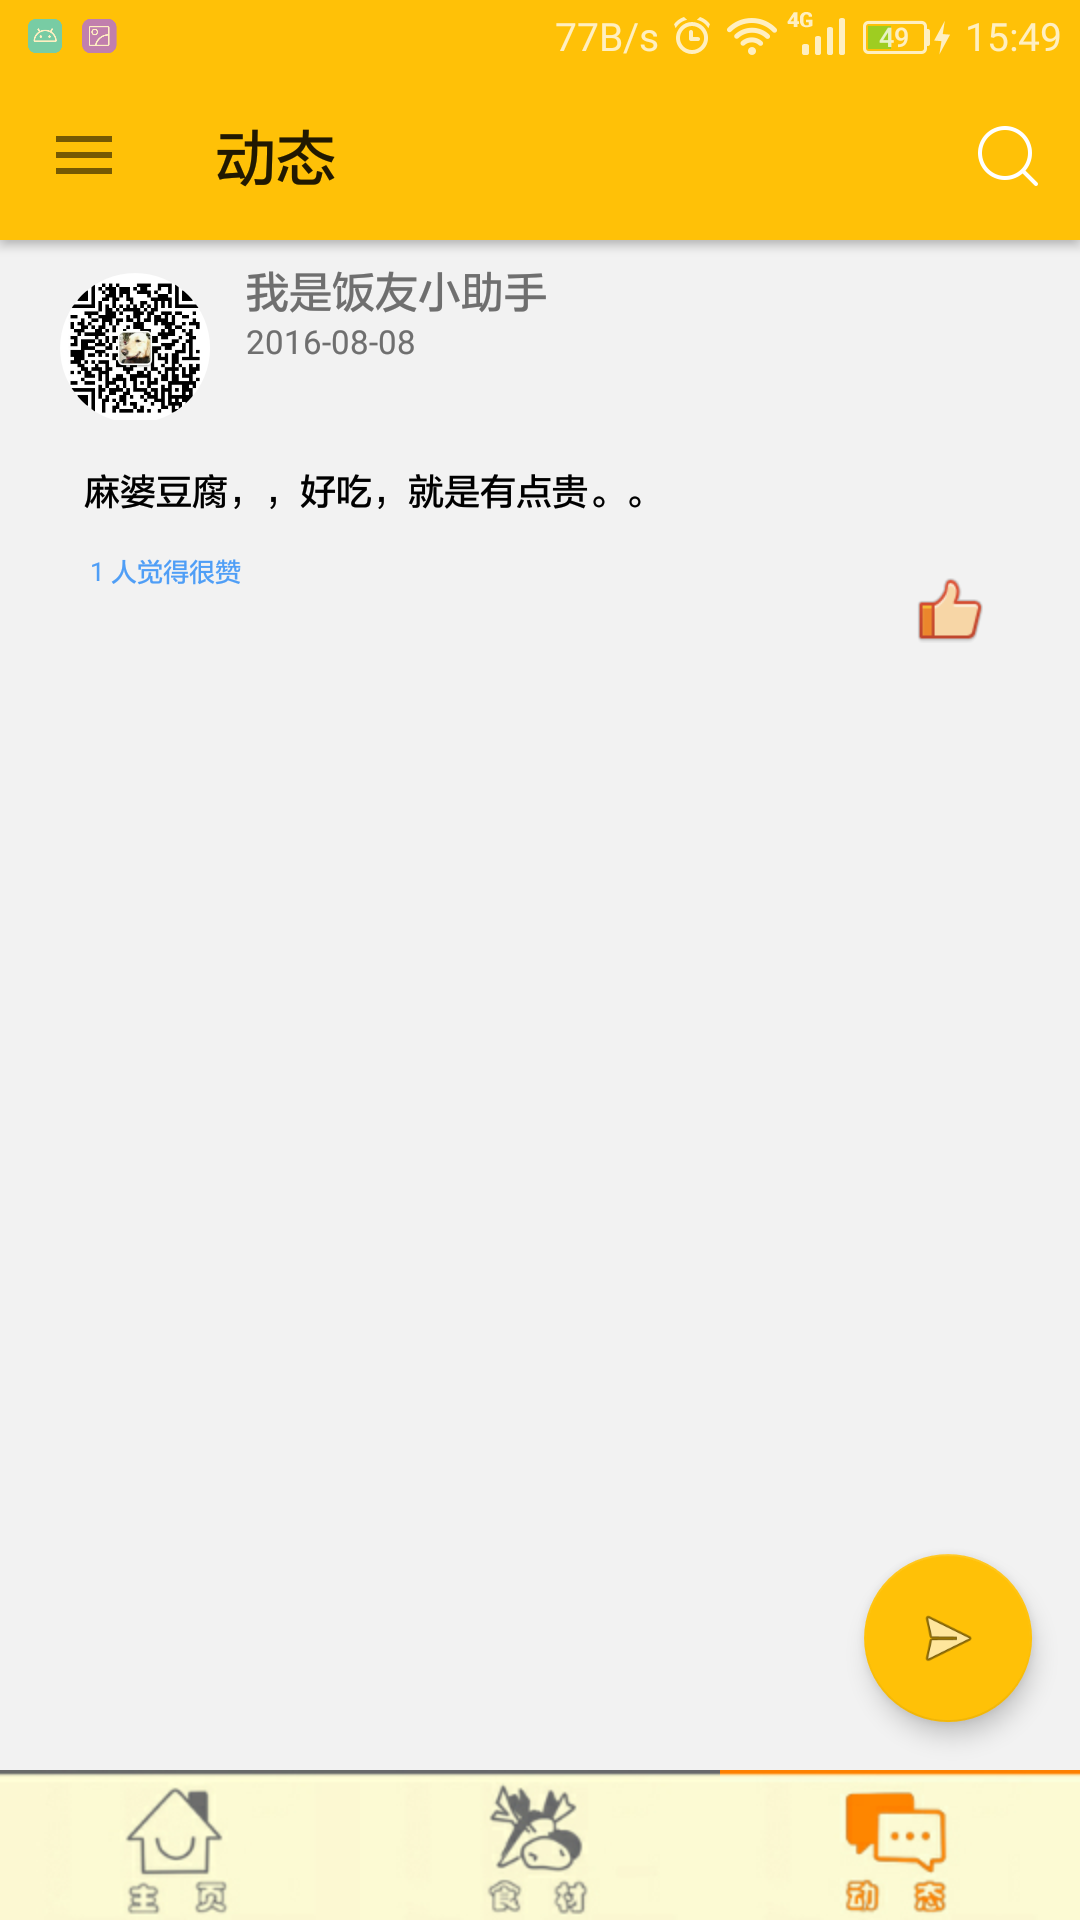 77B/s 4G 49 15:49
动态
我是饭友小助手
2016-08-08
麻婆豆腐，，好吃，就是有点贵。。
1 人觉得很赞
主 页 食 材 动 态